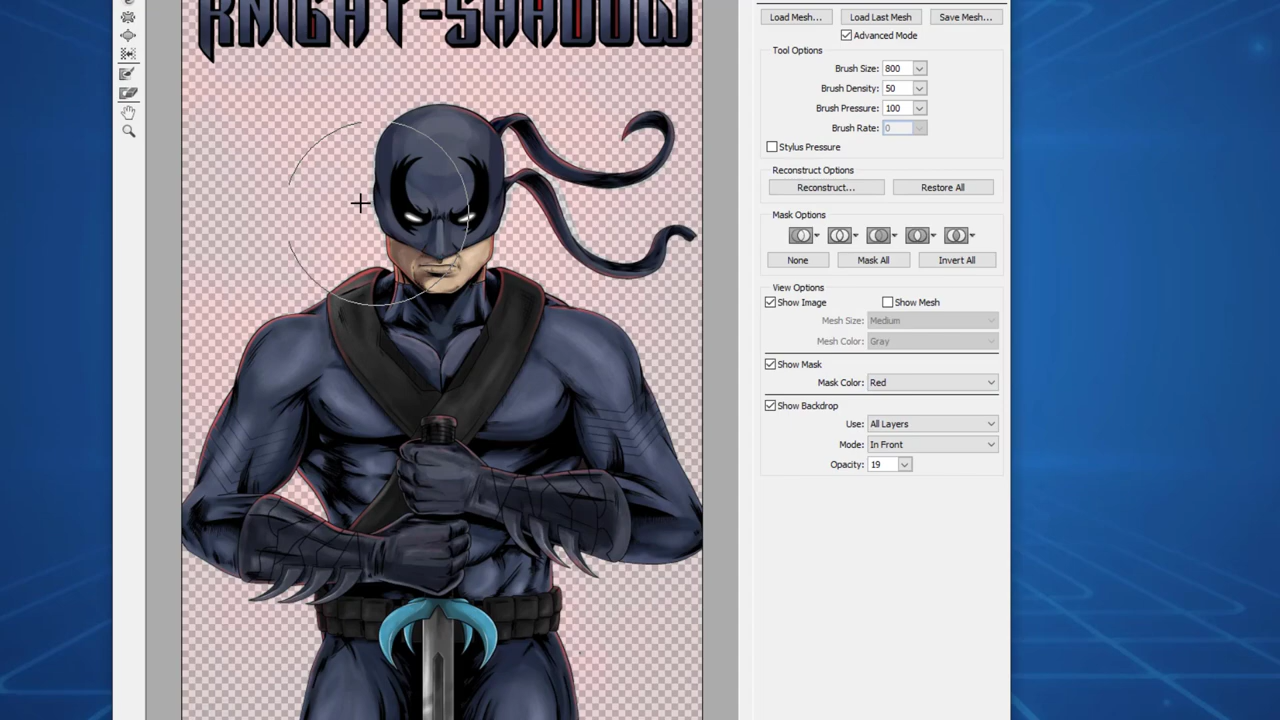 KNIGHT-SHADOW
Load Mesh... Load Last Mesh Save Mesh...
Advanced Mode
Tool Options
Brush Size: 800
Brush Density: 50
Brush Pressure: 100
Brush Rate: 0
Stylus Pressure
Reconstruct Options
Reconstruct... Restore All
Mask Options
None Mask All Invert All
View Options
Show Image Show Mesh
Mesh Size: Medium
Mesh Color: Gray
Show Mask
Mask Color: Red
Show Backdrop
Use: All Layers
Mode: In Front
Opacity: 19